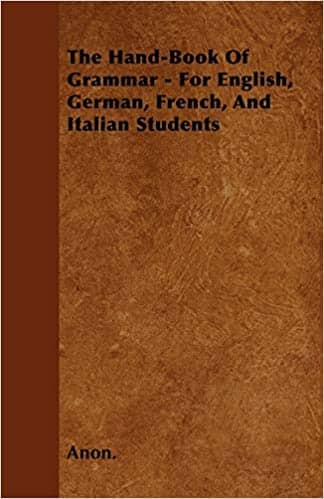 The Hand-Book Of
Grammar - For English,
German, French, And
Italian Students
Anon.